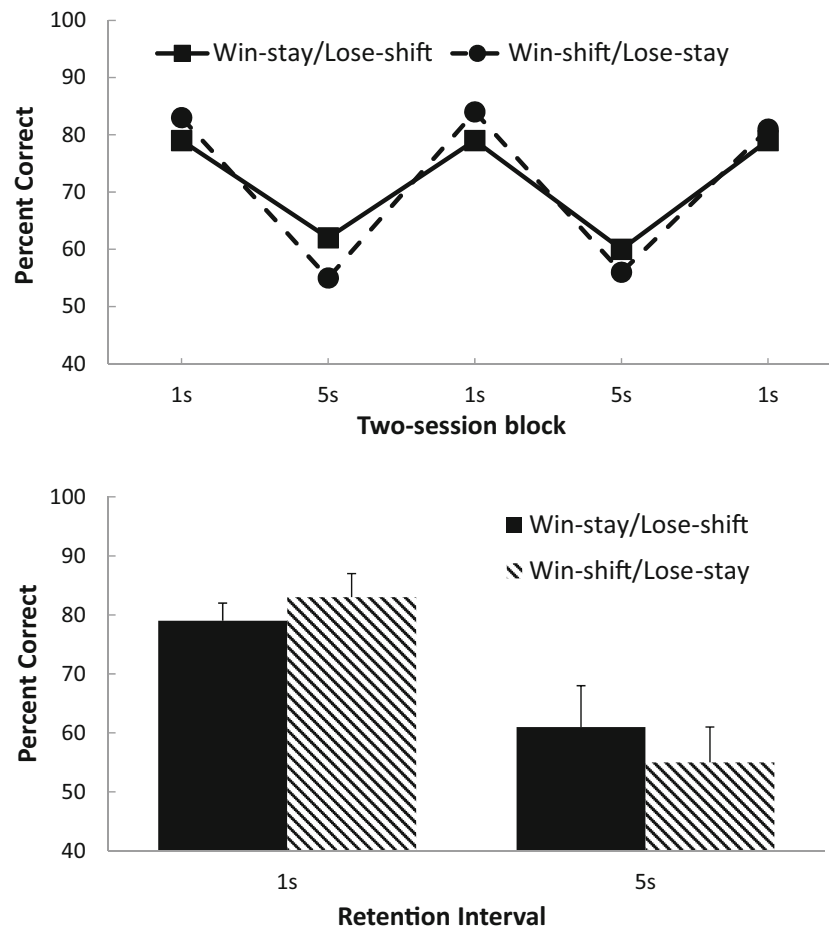 100
Win-stay/Lose-shift Win-shift/Lose-stay
90
80
70
60
50
40
Percent Correct
1s 5s 1s 5s 1s
Two-session block
100
90
80
70
60
50
40
Percent Correct
Win-stay/Lose-shift
Win-shift/Lose-stay
1s 5s
Retention Interval